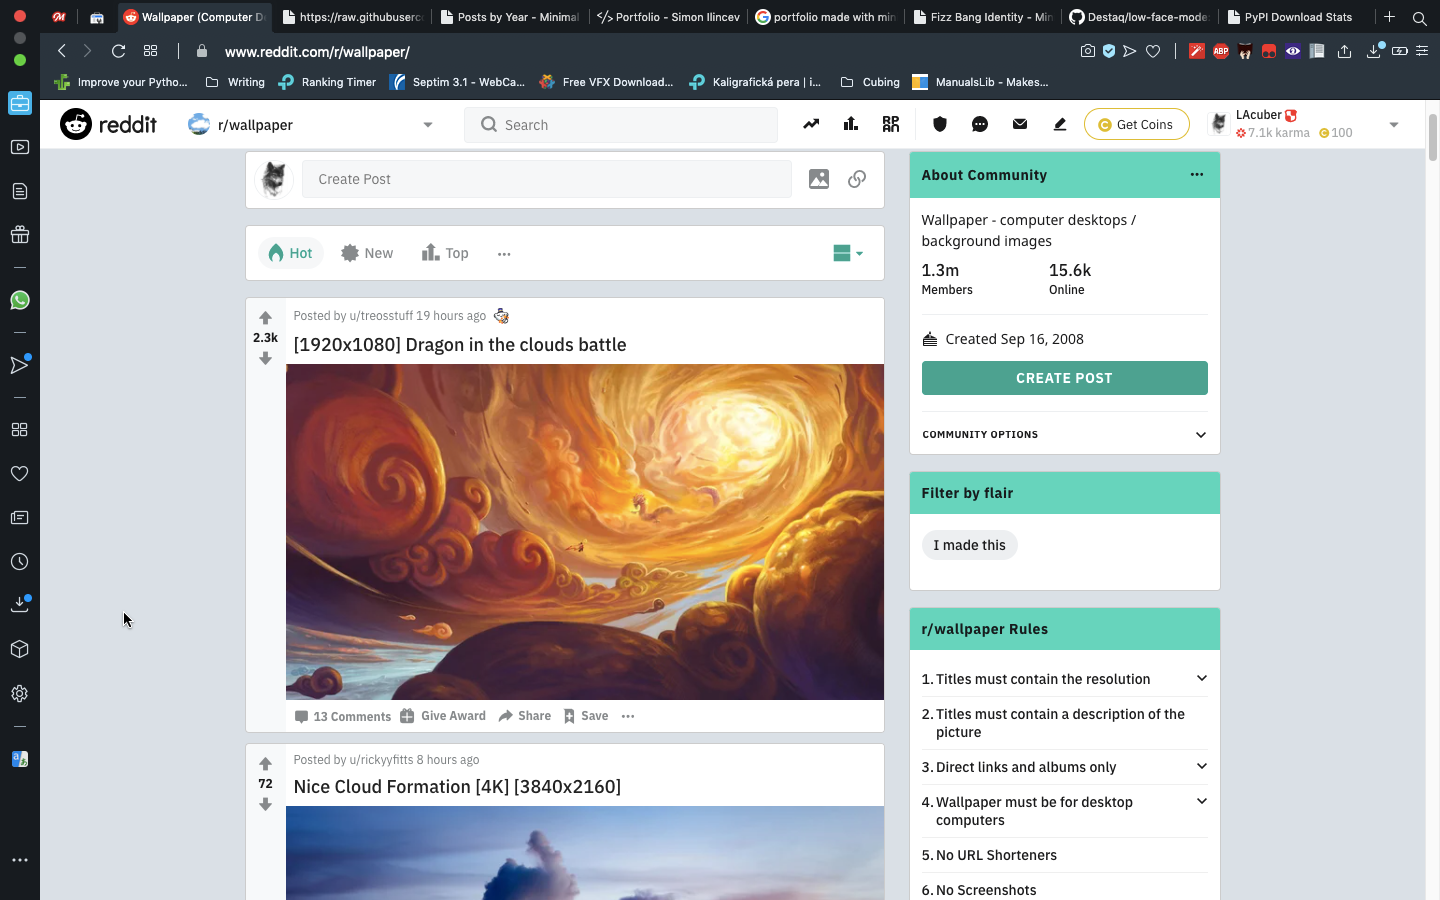 Wallpaper (Computer D
https://raw.githubuserc
Posts by Year - Minimal
</> Portfolio - Simon Ilincev
portfolio made with min
Fizz Bang Identity - Min
Destaq/low-face-mode
PyPI Download Stats
www.reddit.com/r/wallpaper/
ABP
Improve your Pytho...
Writing
Ranking Timer
Septim 3.1 - WebCa...
Free VFX Download...
Kaligrafická pera | i...
Cubing
ManualsLib - Makes...
reddit
r/wallpaper
Search
Get Coins
LAcuber
7.1k karma
100
Create Post
Hot
New
Top
Posted by u/treosstuff 19 hours ago
2.3k
[1920x1080] Dragon in the clouds battle
13 Comments
Give Award
Share
Save
Posted by u/rickyyfitts 8 hours ago
72
Nice Cloud Formation [4K] [3840x2160]
About Community
Wallpaper - computer desktops /
background images
1.3m
15.6k
Members
Online
Created Sep 16, 2008
CREATE POST
COMMUNITY OPTIONS
Filter by flair
I made this
r/wallpaper Rules
1. Titles must contain the resolution
2. Titles must contain a description of the
picture
3. Direct links and albums only
4. Wallpaper must be for desktop
computers
5. No URL Shorteners
6. No Screenshots